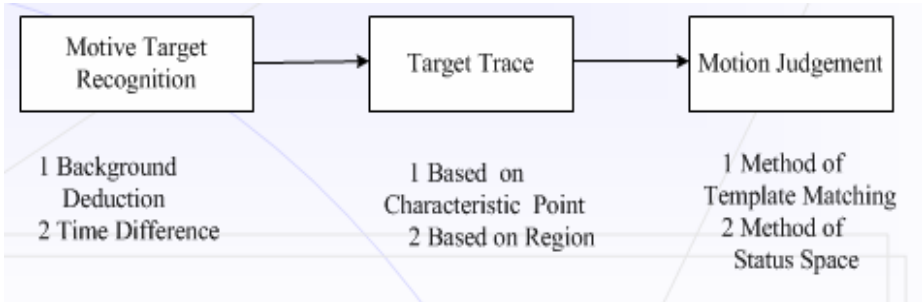 Motive Target
Recognition
Target Trace
Motion Judgement
1 Background
Deduction
2 Time Difference
1 Based on
Characteristic Point
2 Based on Region
1 Method of
Template Matching
2 Method of
Status Space